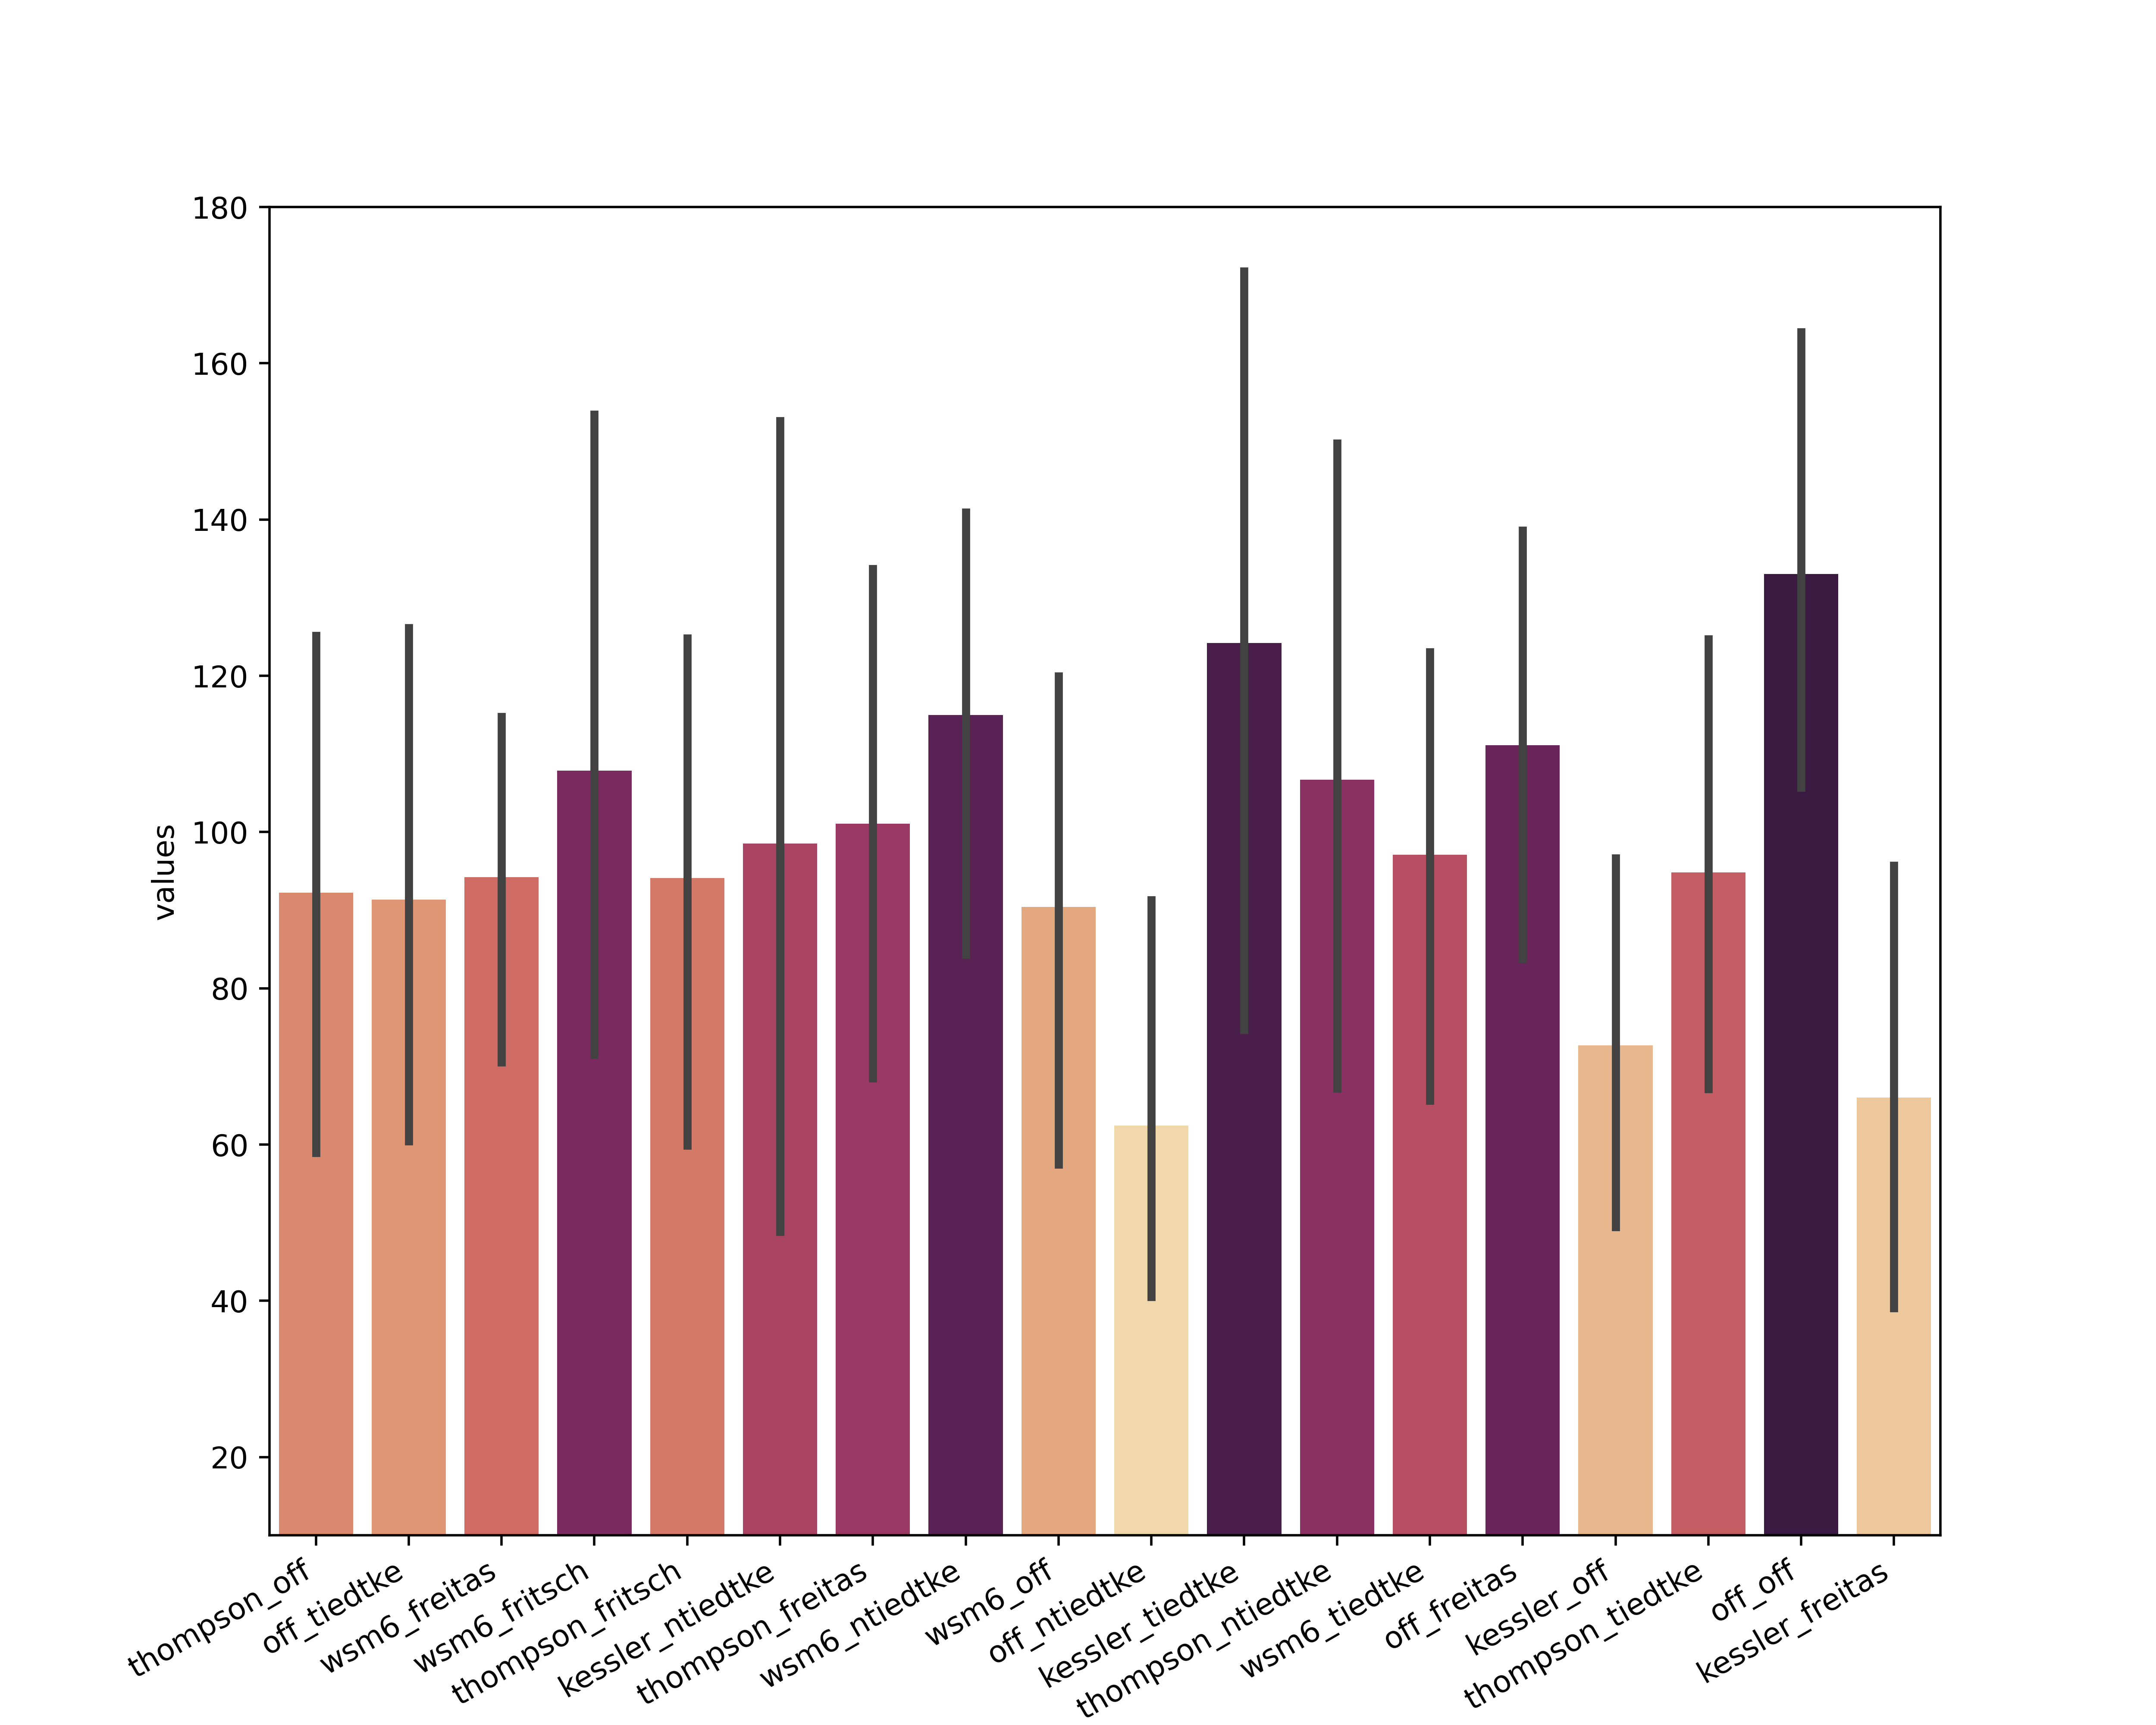 180
160
140
120
100
80
60
40
20
values
thompson_off
off_tiedtke
wsm6_freitas
wsm6_fritsch
thompson_fritsch
kessler_ntiedtke
thompson_freitas
wsm6_ntiedtke
wsm6_off
off_ntiedtke
kessler_tiedtke
thompson_ntiedtke
wsm6_tiedtke
off_freitas
kessler_off
thompson_tiedtke
off_off
kessler_freitas